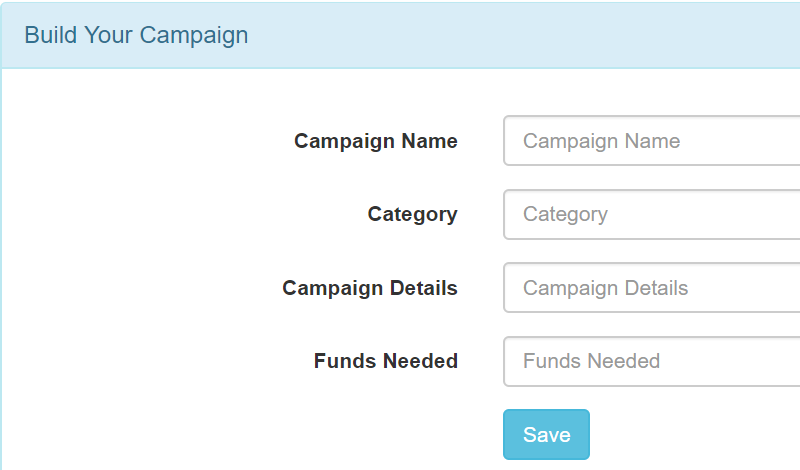 Build Your Campaign
Campaign Name Campaign Name
Category Category
Campaign Details Campaign Details
Funds Needed Funds Needed
Save